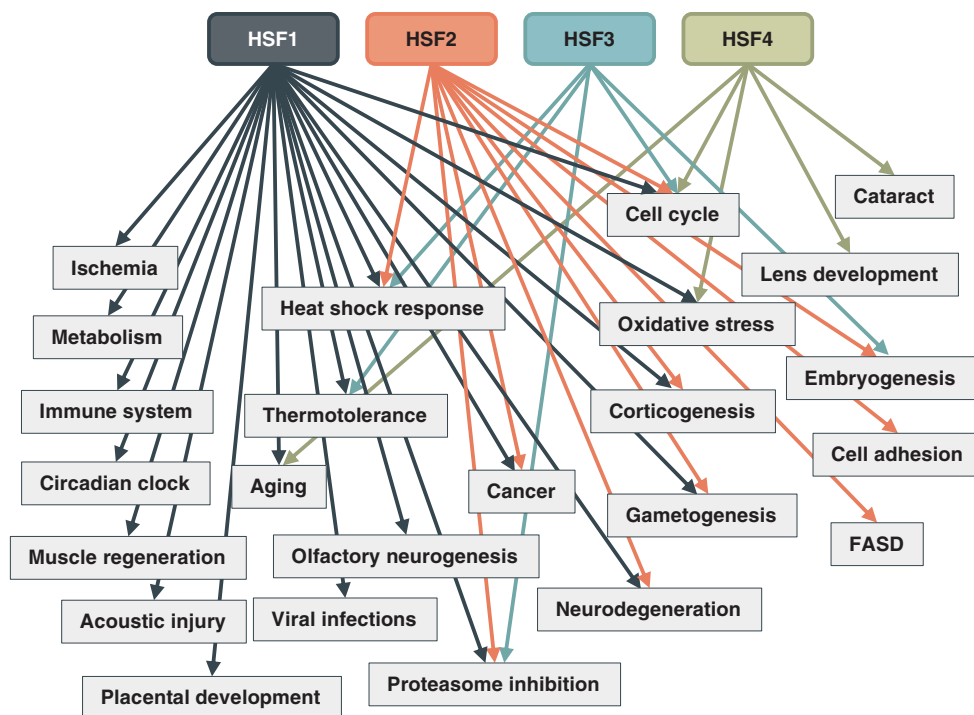 HSF1
HSF2
HSF3
HSF4
Cataract
Cell cycle
Ischemia
Lens development
Heat shock response
Oxidative stress
Metabolism
Embryogenesis
Immune system
Thermotolerance
Corticogenesis
Cell adhesion
Circadian clock
Aging
Cancer
Gametogenesis
FASD
Muscle regeneration
Olfactory neurogenesis
Neurodegeneration
Acoustic injury
Viral infections
Proteasome inhibition
Placental development